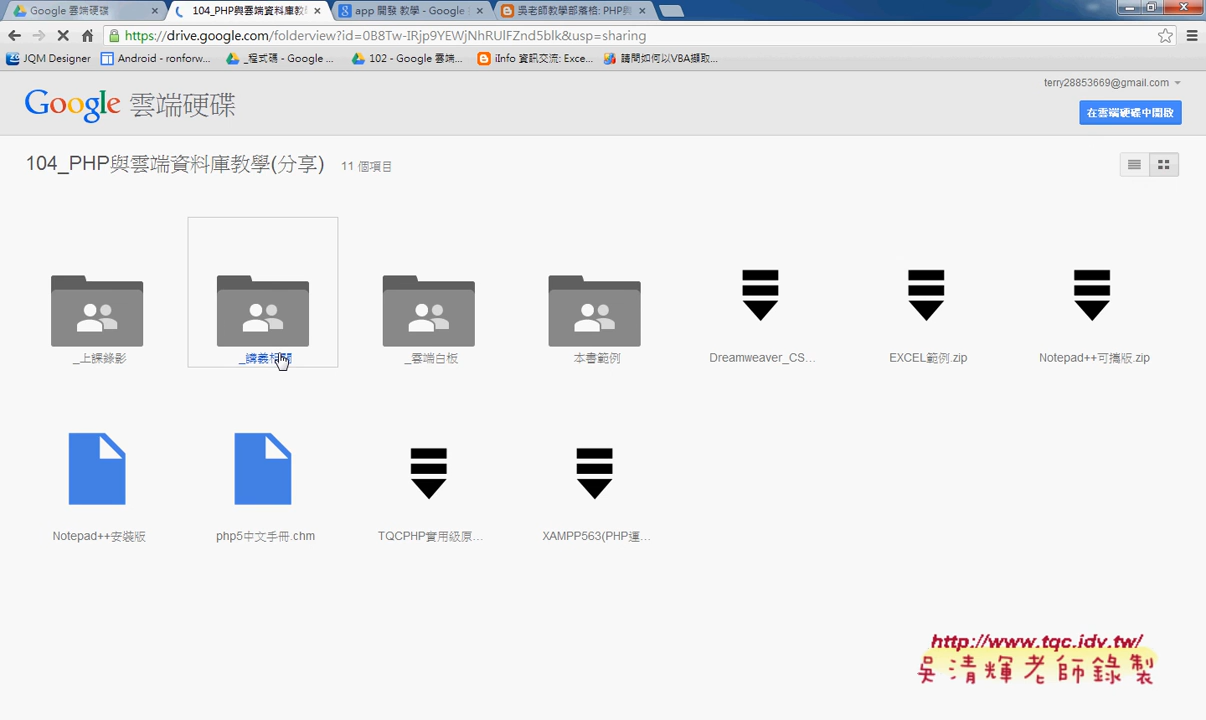 Google 雲端硬碟
104_PHP與雲端資料庫教
app 開發 教學 - Google
吳老師教學部落格: PHP與
https://drive.google.com/folderview?id=0B8Tw-IRjp9YEWjNhRUlFZnd5blk&usp=sharing
JQM Designer
Android - ronforw...
_程式碼 - Google ...
102 - Google 雲端...
iInfo 資訊交流: Exce...
請問如何以VBA擷取...
Google 雲端硬碟
terry28853669@gmail.com
在雲端硬碟中開啟
104_PHP與雲端資料庫教學(分享) 11 個項目
_上課錄影
_講義相關
_雲端白板
本書範例
Dreamweaver_CS...
EXCEL範例.zip
Notepad++可攜版.zip
Notepad++安裝版
php5中文手冊.chm
TQCPHP實用級原...
XAMPP563(PHP運...
http://www.tqc.idv.tw/
吳清輝老師錄製